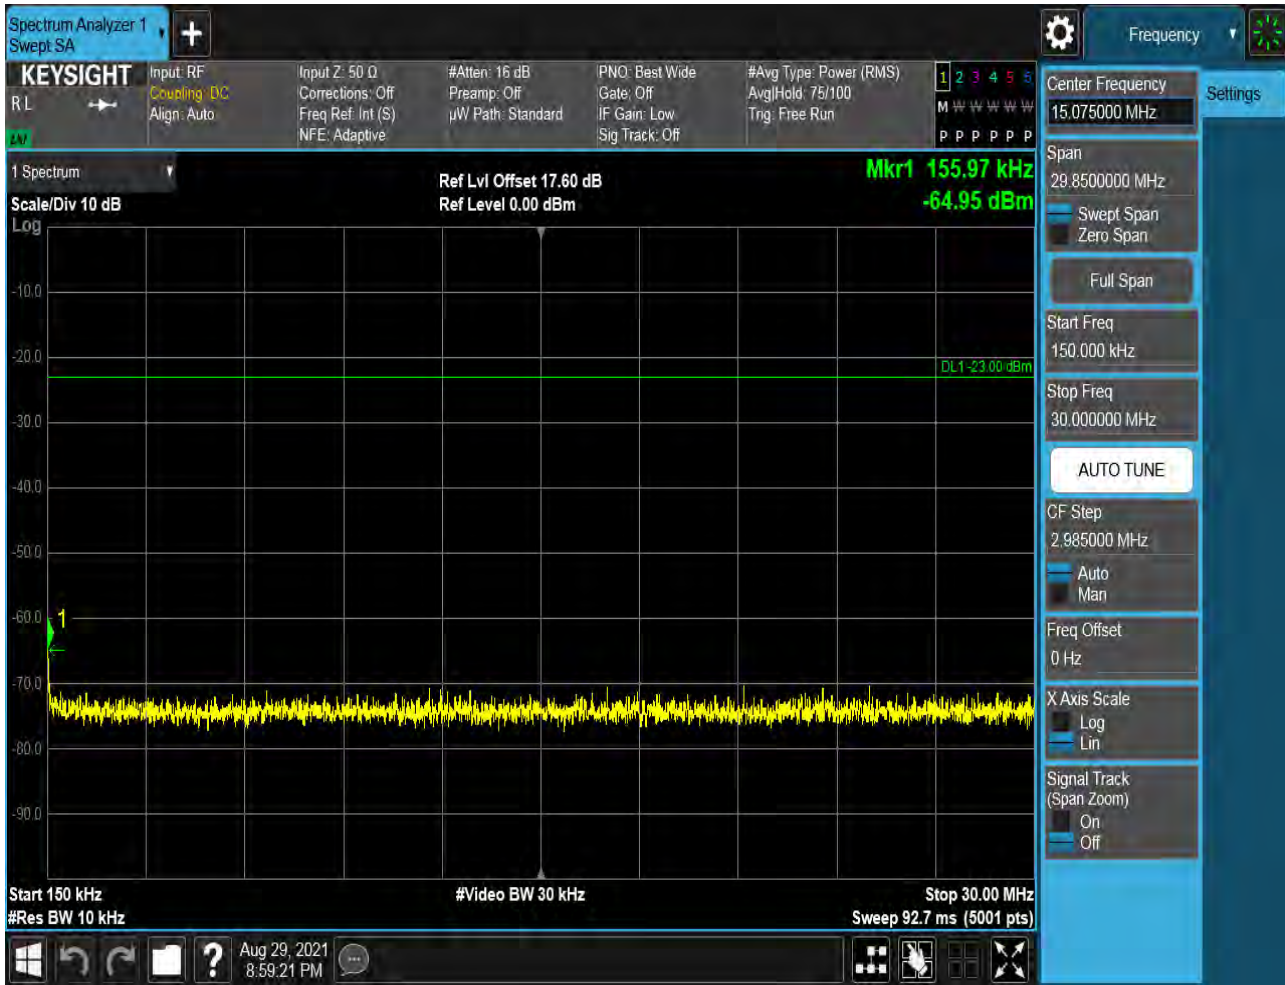 Spectrum Analyzer 1
Swept SA
Frequency
KEYSIGHT
R L
LNI
Input: RF
Coupling: DC
Align: Auto
Input Z: 50 Ω
Corrections: Off
Freq Ref: Int (S)
NFE: Adaptive
#Atten: 16 dB
Preamp: Off
µW Path: Standard
PNO: Best Wide
Gate: Off
IF Gain: Low
Sig Track: Off
#Avg Type: Power (RMS)
Avg|Hold: 75/100
Trig: Free Run
1 2 3 4 5 6
M W W W W W
P P P P P P
1 Spectrum
Scale/Div 10 dB
Log
Ref Lvl Offset 17.60 dB
Ref Level 0.00 dBm
Mkr1 155.97 kHz
-64.95 dBm
-10.0
-20.0
DL1 -23.00 dBm
-30.0
-40.0
-50.0
-60.0
1
-70.0
-80.0
-90.0
Start 150 kHz
#Video BW 30 kHz
Stop 30.00 MHz
#Res BW 10 kHz
Sweep 92.7 ms (5001 pts)
Center Frequency
15.075000 MHz
Settings
Span
29.8500000 MHz
Swept Span
Zero Span
Full Span
Start Freq
150.000 kHz
Stop Freq
30.000000 MHz
AUTO TUNE
CF Step
2.985000 MHz
Auto
Man
Freq Offset
0 Hz
X Axis Scale
Log
Lin
Signal Track
(Span Zoom)
On
Off
?
Aug 29, 2021
8:59:21 PM